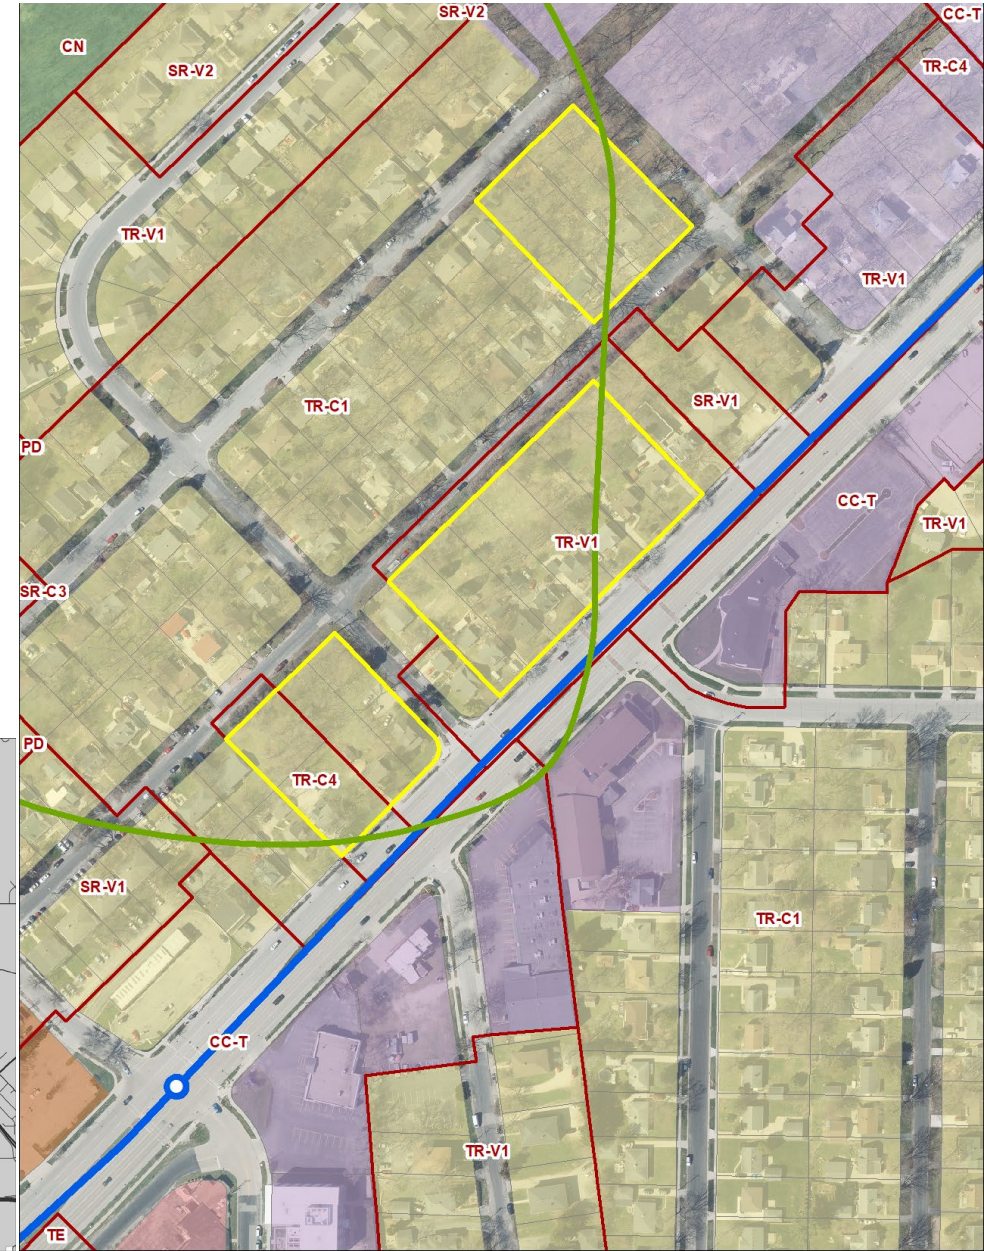 SR-V2
CC-T
CN
SR-V2
TR-C4
TR-V1
TR-V1
TR-C1
SR-V1
PD
CC-T
TR-V1
TR-V1
SR-C3
PD
TR-C4
SR-V1
TR-C1
CC-T
TR-V1
TE